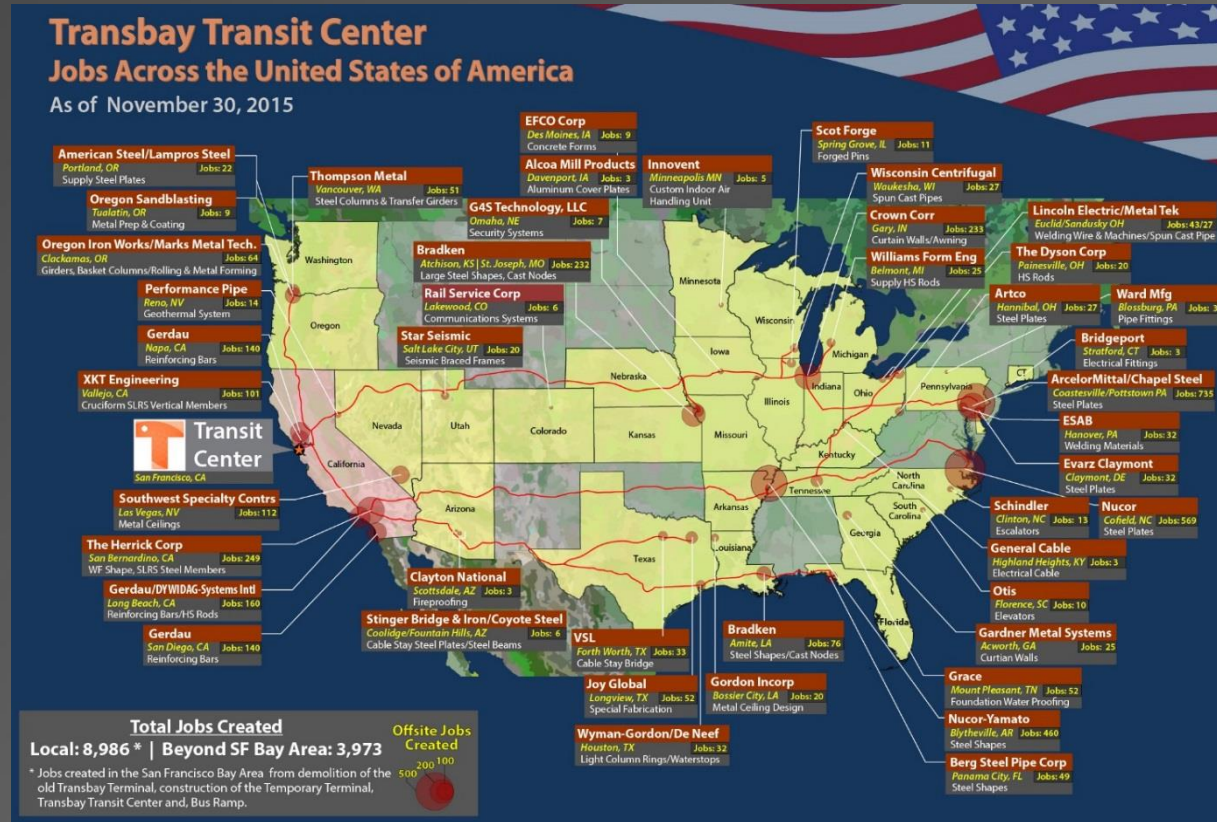 Transbay Transit Center
Jobs Across the United States of America
As of November 30, 2015
American Steel/Lampros Steel
Portland, OR Jobs: 22
Supply Steel Plates
Oregon Sandblasting
Tualatin, OR Jobs: 9
Metal Prep & Coating
Oregon Iron Works/Marks Metal Tech.
Clackamas, OR Jobs: 64
Girders, Basket Columns/Rolling & Metal Forming
Performance Pipe
Reno, NV Jobs: 14
Geothermal System
Gerdau
Napa, CA Jobs: 140
Reinforcing Bars
XKT Engineering
Vallejo, CA Jobs: 101
Cruciform SLRS Vertical Members
Transit
Center
San Francisco, CA
Southwest Specialty Contrs
Las Vegas, NV Jobs: 112
Metal Ceilings
The Herrick Corp
San Bernardino, CA Jobs: 249
WF Shape, SLRS Steel Members
Gerdau/DYWIDAG-Systems Intl
Long Beach, CA Jobs: 160
Reinforcing Bars/HS Rods
Gerdau
San Diego, CA Jobs: 140
Reinforcing Bars
Thompson Metal
Vancouver, WA Jobs: 51
Steel Columns & Transfer Girders
G4S Technology, LLC
Omaha, NE Jobs: 7
Security Systems
Bradken
Atchison, KS | St. Joseph, MO Jobs: 232
Large Steel Shapes, Cast Nodes
Rail Service Corp
Lakewood, CO Jobs: 6
Communications Systems
Star Seismic
Salt Lake City, UT Jobs: 20
Seismic Braced Frames
EFCO Corp
Des Moines, IA Jobs: 9
Concrete Forms
Alcoa Mill Products
Davenport, IA Jobs: 3
Aluminum Cover Plates
Innovent
Minneapolis MN Jobs: 5
Custom Indoor Air
Handling Unit
Scot Forge
Spring Grove, IL Jobs: 11
Forged Pins
Wisconsin Centrifugal
Waukesha, WI Jobs: 27
Spun Cast Pipes
Crown Corr
Gary, IN Jobs: 233
Curtain Walls/Awning
Williams Form Eng
Belmont, MI Jobs: 25
Supply HS Rods
Lincoln Electric/Metal Tek
Euclid/Sandusky OH Jobs: 43/27
Welding Wire & Machines/Spun Cast Pipe
The Dyson Corp
Painesville, OH Jobs: 20
HS Rods
Artco
Hannibal, OH Jobs: 27
Steel Plates
Ward Mfg
Blossburg, PA Jobs: 3
Pipe Fittings
Bridgeport
Stratford, CT Jobs: 3
Electrical Fittings
ArcelorMittal/Chapel Steel
Coastesville/Pottstown PA Jobs: 735
Steel Plates
ESAB
Hanover, PA Jobs: 32
Welding Materials
Evarz Claymont
Claymont, DE Jobs: 32
Steel Plates
Nucor
Cofield, NC Jobs: 569
Steel Plates
Schindler
Clinton, NC Jobs: 13
Escalators
General Cable
Highland Heights, KY Jobs: 3
Electrical Cable
Otis
Florence, SC Jobs: 10
Elevators
Gardner Metal Systems
Acworth, GA Jobs: 25
Curtian Walls
Grace
Mount Pleasant, TN Jobs: 52
Foundation Water Proofing
Nucor-Yamato
Blytheville, AR Jobs: 460
Steel Shapes
Berg Steel Pipe Corp
Panama City, FL Jobs: 49
Steel Shapes
Clayton National
Scottsdale, AZ Jobs: 3
Fireproofing
Stinger Bridge & Iron/Coyote Steel
Coolidge/Fountain Hills, AZ Jobs: 6
Cable Stay Steel Plates/Steel Beams
VSL
Forth Worth, TX Jobs: 33
Cable Stay Bridge
Joy Global
Longview, TX Jobs: 52
Special Fabrication
Wyman-Gordon/De Neef
Houston, TX Jobs: 32
Light Column Rings/Waterstops
Gordon Incorp
Bossier City, LA Jobs: 20
Metal Ceiling Design
Bradken
Amite, LA Jobs: 76
Steel Shapes/Cast Nodes
Washington
Oregon
California
Nevada
Utah
Arizona
Colorado
Nebraska
Kansas
Texas
Minnesota
Iowa
Missouri
Arkansas
Louisiana
Wisconsin
Illinois
Michigan
Indiana
Ohio
Kentucky
Tennessee
Pennsylvania
CT
North
Carolina
South
Carolina
Georgia
Florida
Total Jobs Created
Local: 8,986 * | Beyond SF Bay Area: 3,973
* Jobs created in the San Francisco Bay Area from demolition of the
old Transbay Terminal, construction of the Temporary Terminal,
Transbay Transit Center and, Bus Ramp.
Offsite Jobs
Created
500 200 100